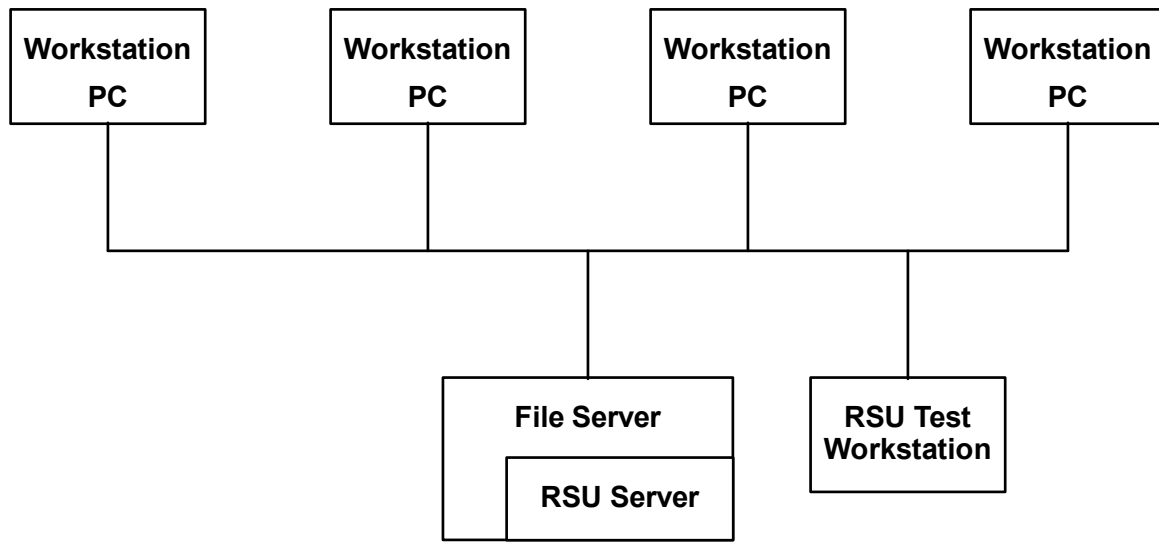 Workstation
PC
Workstation
PC
Workstation
PC
Workstation
PC
File Server
RSU Server
RSU Test
Workstation